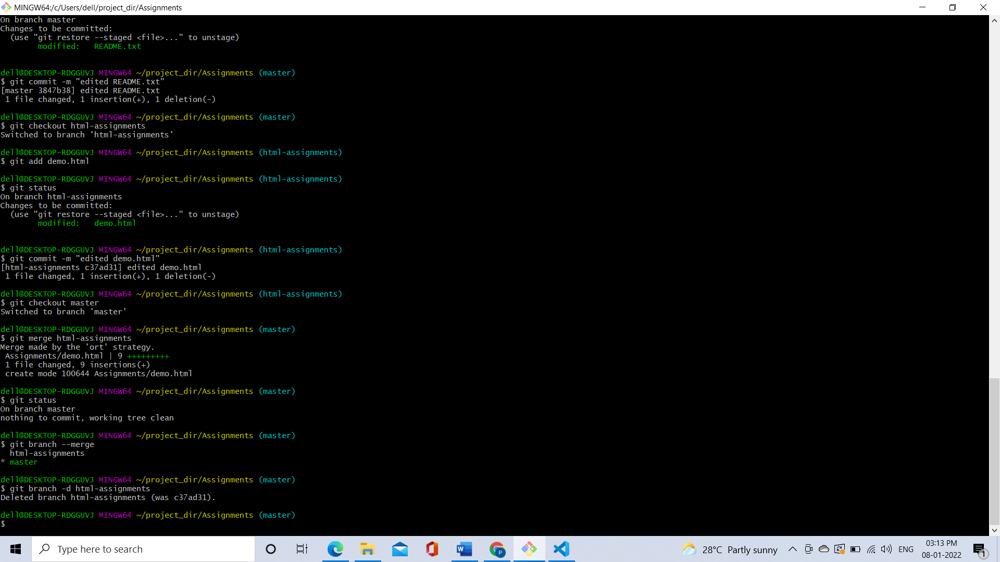 MINGW64:/c/Users/dell/project_dir/Assignments
On branch master
Changes to be committed:
  (use "git restore --staged <file>..." to unstage)
        modified:   README.txt
dell@DESKTOP-RDGGUVJ MINGW64 ~/project_dir/Assignments (master)
$ git commit -m "edited README.txt"
[master 3847b38] edited README.txt
 1 file changed, 1 insertion(+), 1 deletion(-)
dell@DESKTOP-RDGGUVJ MINGW64 ~/project_dir/Assignments (master)
$ git checkout html-assignments
Switched to branch 'html-assignments'
dell@DESKTOP-RDGGUVJ MINGW64 ~/project_dir/Assignments (html-assignments)
$ git add demo.html
dell@DESKTOP-RDGGUVJ MINGW64 ~/project_dir/Assignments (html-assignments)
$ git status
On branch html-assignments
Changes to be committed:
  (use "git restore --staged <file>..." to unstage)
        modified:   demo.html
dell@DESKTOP-RDGGUVJ MINGW64 ~/project_dir/Assignments (html-assignments)
$ git commit -m "edited demo.html"
[html-assignments c37ad31] edited demo.html
 1 file changed, 1 insertion(+), 1 deletion(-)
dell@DESKTOP-RDGGUVJ MINGW64 ~/project_dir/Assignments (html-assignments)
$ git checkout master
Switched to branch 'master'
dell@DESKTOP-RDGGUVJ MINGW64 ~/project_dir/Assignments (master)
$ git merge html-assignments
Merge made by the 'ort' strategy.
 Assignments/demo.html | 9 +++++++++
 1 file changed, 9 insertions(+)
 create mode 100644 Assignments/demo.html
dell@DESKTOP-RDGGUVJ MINGW64 ~/project_dir/Assignments (master)
$ git status
On branch master
nothing to commit, working tree clean
dell@DESKTOP-RDGGUVJ MINGW64 ~/project_dir/Assignments (master)
$ git branch --merge
  html-assignments
* master
dell@DESKTOP-RDGGUVJ MINGW64 ~/project_dir/Assignments (master)
$ git branch -d html-assignments
Deleted branch html-assignments (was c37ad31).
dell@DESKTOP-RDGGUVJ MINGW64 ~/project_dir/Assignments (master)
$
Type here to search
W
P
28°C Partly sunny
ENG
03:13 PM
08-01-2022
1